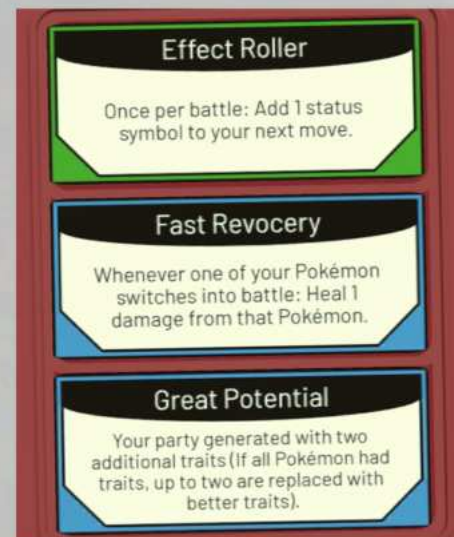 Effect Roller
Once per battle: Add 1 status
symbol to your next move.
Fast Revocery
Whenever one of your Pokémon
switches into battle: Heal 1
damage from that Pokémon.
Great Potential
Your party generated with two
additional traits (If all Pokémon had
traits, up to two are replaced with
better traits).